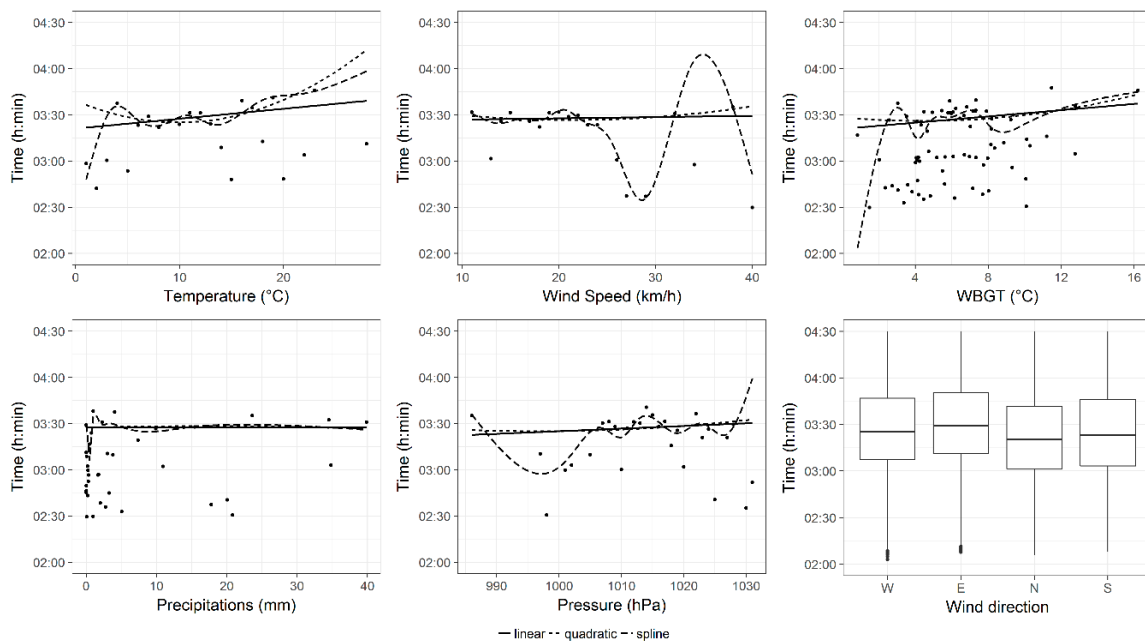 04:30
04:00
03:30
03:00
02:30
02:00
Time (h:min)
0 10 20
Temperature (°C)
04:30
04:00
03:30
03:00
02:30
02:00
Time (h:min)
10 20 30 40
Wind Speed (km/h)
04:30
04:00
03:30
03:00
02:30
02:00
Time (h:min)
4 8 12 16
WBGT (°C)
04:30
04:00
03:30
03:00
02:30
02:00
Time (h:min)
0 10 20 30 40
Precipitations (mm)
04:30
04:00
03:30
03:00
02:30
02:00
Time (h:min)
990 1000 1010 1020 1030
Pressure (hPa)
04:30
04:00
03:30
03:00
02:30
02:00
Time (h:min)
W E N S
Wind direction
linear quadratic spline